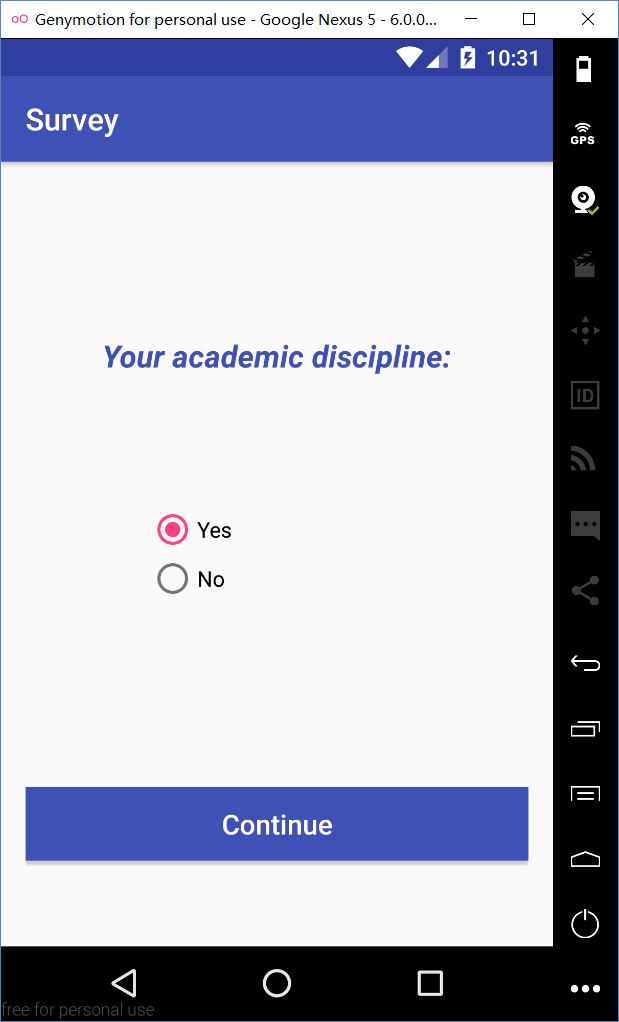 Genymotion for personal use - Google Nexus 5 - 6.0.0...
10:31
GPS
Survey
Your academic discipline:
ID
Yes
No
Continue
free for personal use